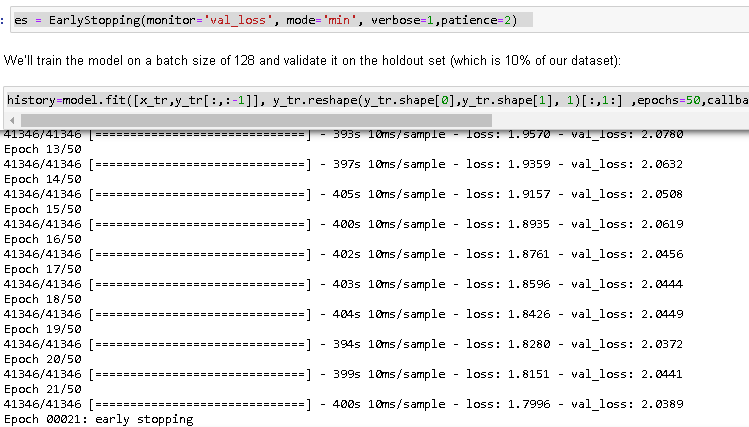 : es = EarlyStopping(monitor='val_loss', mode='min', verbose=1,patience=2)
We'll train the model on a batch size of 128 and validate it on the holdout set (which is 10% of our dataset):
history=model.fit([x_tr,y_tr[:,:-1]], y_tr.reshape(y_tr.shape[0],y_tr.shape[1], 1)[:,1:] ,epochs=50,callba
41346/41346 [==============================] - 393s 10ms/sample - loss: 1.9570 - val_loss: 2.0780
Epoch 13/50
41346/41346 [==============================] - 397s 10ms/sample - loss: 1.9359 - val_loss: 2.0632
Epoch 14/50
41346/41346 [==============================] - 405s 10ms/sample - loss: 1.9157 - val_loss: 2.0508
Epoch 15/50
41346/41346 [==============================] - 400s 10ms/sample - loss: 1.8935 - val_loss: 2.0619
Epoch 16/50
41346/41346 [==============================] - 402s 10ms/sample - loss: 1.8761 - val_loss: 2.0456
Epoch 17/50
41346/41346 [==============================] - 403s 10ms/sample - loss: 1.8596 - val_loss: 2.0444
Epoch 18/50
41346/41346 [==============================] - 404s 10ms/sample - loss: 1.8426 - val_loss: 2.0449
Epoch 19/50
41346/41346 [==============================] - 394s 10ms/sample - loss: 1.8280 - val_loss: 2.0372
Epoch 20/50
41346/41346 [==============================] - 399s 10ms/sample - loss: 1.8151 - val_loss: 2.0441
Epoch 21/50
41346/41346 [==============================] - 400s 10ms/sample - loss: 1.7996 - val_loss: 2.0389
Epoch 00021: early stopping